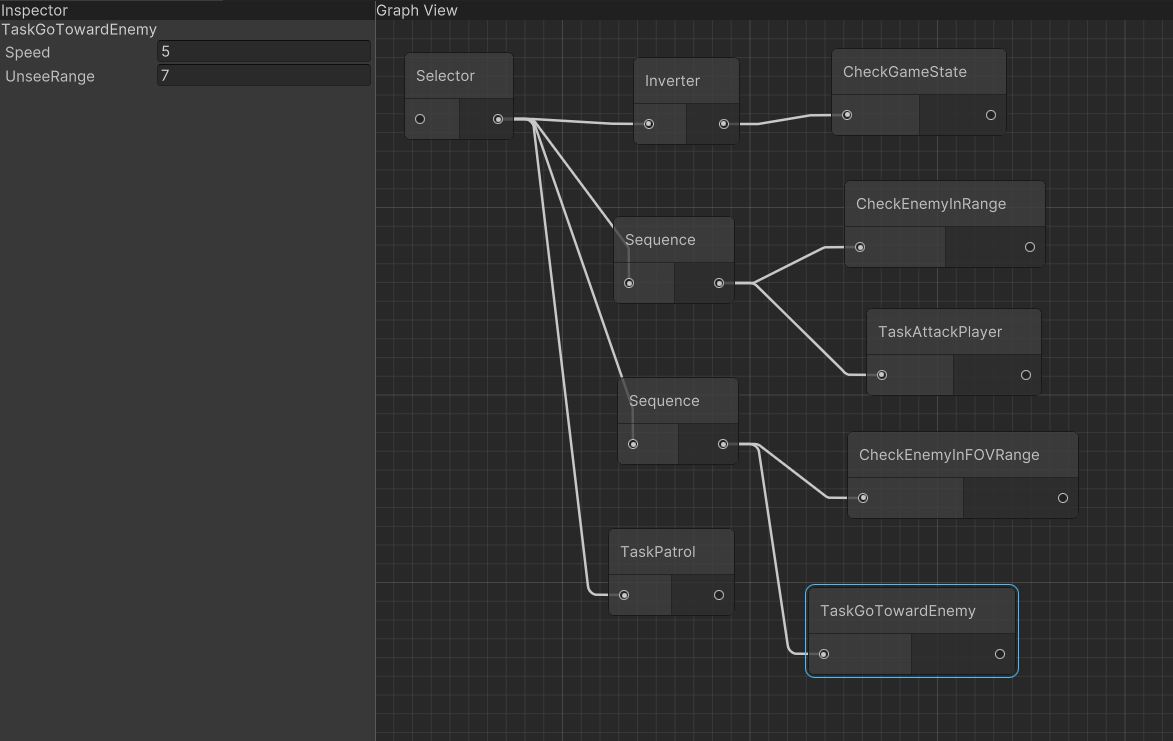 Inspector
TaskGoTowardEnemy
Speed 5
UnseeRange 7
Graph View
Selector
Inverter
CheckGameState
Sequence
CheckEnemyInRange
TaskAttackPlayer
Sequence
CheckEnemyInFOVRange
TaskPatrol
TaskGoTowardEnemy